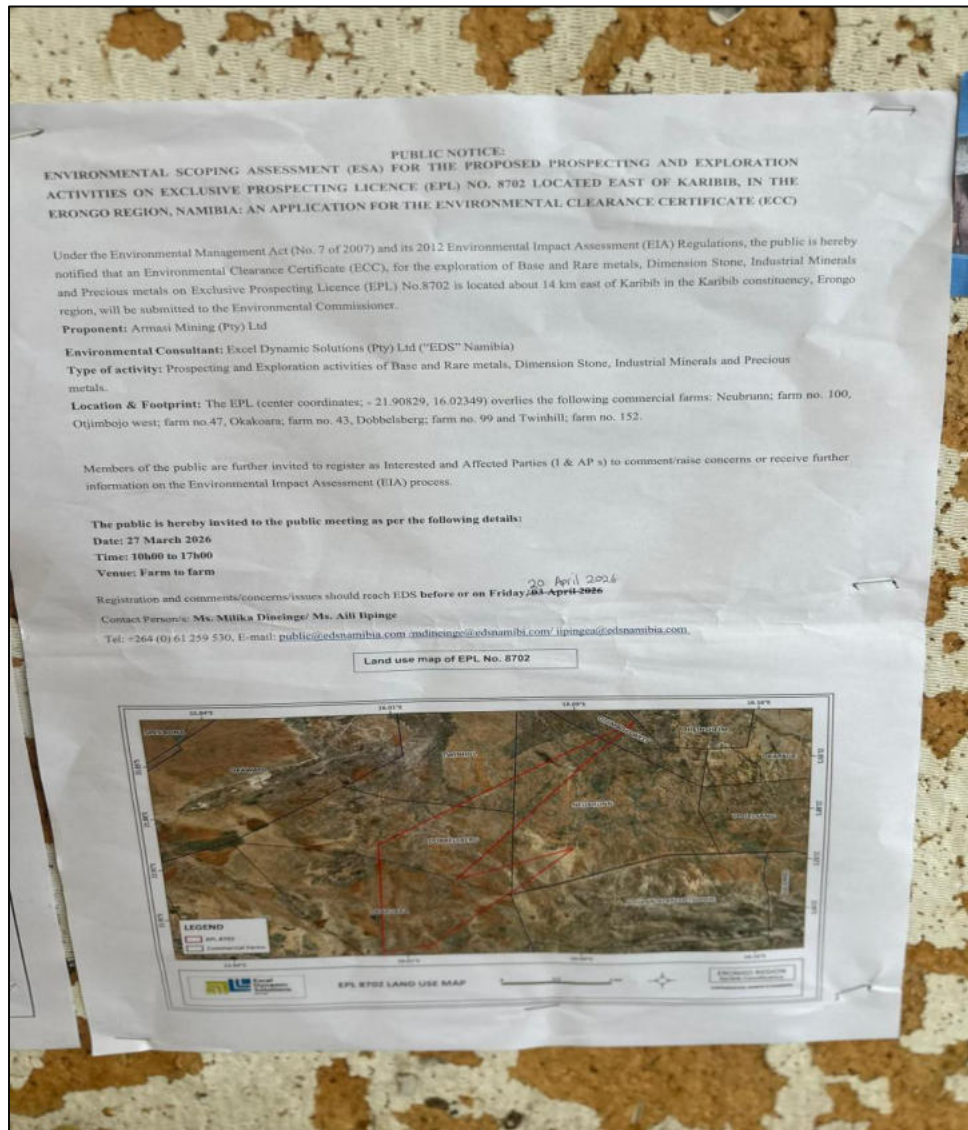 PUBLIC NOTICE:
ENVIRONMENTAL SCOPING ASSESSMENT (ESA) FOR THE PROPOSED PROSPECTING AND EXPLORATION
ACTIVITIES ON EXCLUSIVE PROSPECTING LICENCE (EPL) NO. 8702 LOCATED EAST OF KARIBIB, IN THE
ERONGO REGION, NAMIBIA: AN APPLICATION FOR THE ENVIRONMENTAL CLEARANCE CERTIFICATE (ECC)
Under the Environmental Management Act (No. 7 of 2007) and its 2012 Environmental Impact Assessment (EIA) Regulations, the public is hereby
notified that an Environmental Clearance Certificate (ECC), for the exploration of Base and Rare metals, Dimension Stone, Industrial Minerals
and Precious metals on Exclusive Prospecting Licence (EPL) No.8702 is located about 14 km east of Karibib in the Karibib constituency, Erongo
region, will be submitted to the Environmental Commissioner.
Proponent: Armasi Mining (Pty) Ltd
Environmental Consultant: Excel Dynamic Solutions (Pty) Ltd ("EDS" Namibia)
Type of activity: Prospecting and Exploration activities of Base and Rare metals, Dimension Stone, Industrial Minerals and Precious
metals.
Location & Footprint: The EPL (center coordinates; - 21.90829, 16.02349) overlies the following commercial farms: Neubrunn; farm no. 100,
Otjimbojo west; farm no.47, Okakoara; farm no. 43, Dobbelsberg; farm no. 99 and Twinhill; farm no. 152.
Members of the public are further invited to register as Interested and Affected Parties (I & AP s) to comment/raise concerns or receive further
information on the Environmental Impact Assessment (EIA) process.
The public is hereby invited to the public meeting as per the following details:
Date: 27 March 2026
Time: 10h00 to 17h00
Venue: Farm to farm
20 April 2026
Registration and comments/concerns/issues should reach EDS before or on Friday, 03 April 2026
Contact Person/s: Ms. Milika Dineinge/ Ms. Aili Iipinge
Tel: +264 (0) 61 259 530, E-mail: public@edsnamibia.com /mdineinge@edsnamibi.com/ iipingea@edsnamibia.com
Land use map of EPL No. 8702
TWINHILL
NEUBRUNN
DOBBELSBERG
LEGEND
EPL 8702
Commercial Farms
Excel
Dynamic
Solutions
EPL 8702 LAND USE MAP
ERONGO REGION